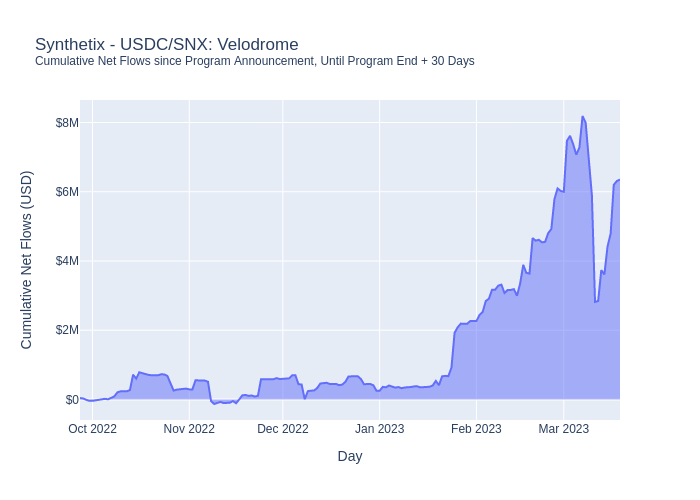 Synthetix - USDC/SNX: Velodrome
Cumulative Net Flows since Program Announcement, Until Program End + 30 Days
Cumulative Net Flows (USD)
$8M
$6M
$4M
$2M
$0
Oct 2022 Nov 2022 Dec 2022 Jan 2023 Feb 2023 Mar 2023
Day